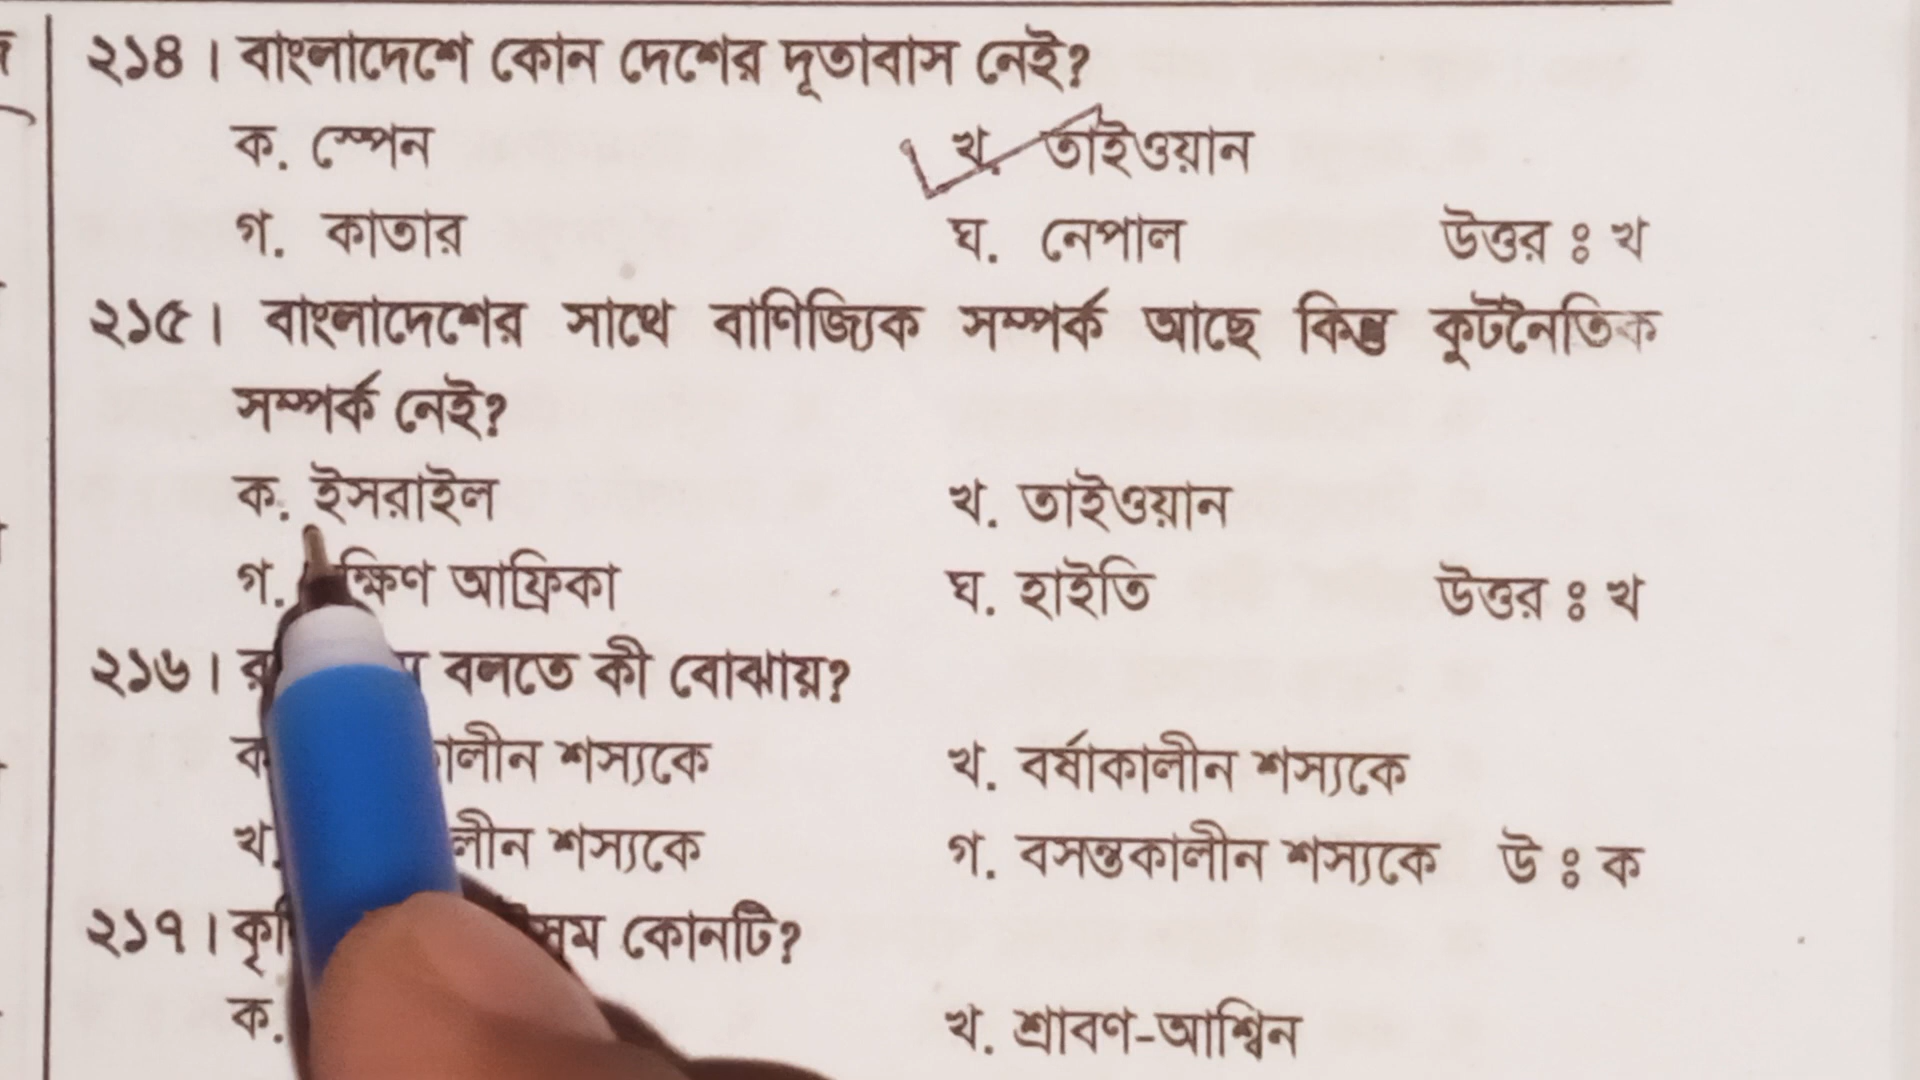 ২১৪। বাংলাদেশে কোন দেশের দূতাবাস নেই?
ক. স্পেন খ. তাইওয়ান
গ. কাতার ঘ. নেপাল উত্তর ঃ খ
২১৫। বাংলাদেশের সাথে বাণিজ্যিক সম্পর্ক আছে কিন্তু কুটনৈতিক
সম্পর্ক নেই?
ক. ইসরাইল খ. তাইওয়ান
গ. আফ্রিকা ঘ. হাইতি উত্তর ঃ খ
২১৬। বলতে কী বোঝায়?
শস্যকে খ. বর্ষাকালীন শস্যকে
খ. শস্যকে গ. বসন্তকালীন শস্যকে উ ঃ ক
২১৭। কোনটি?
ক. খ. শ্রাবণ-আশ্বিন